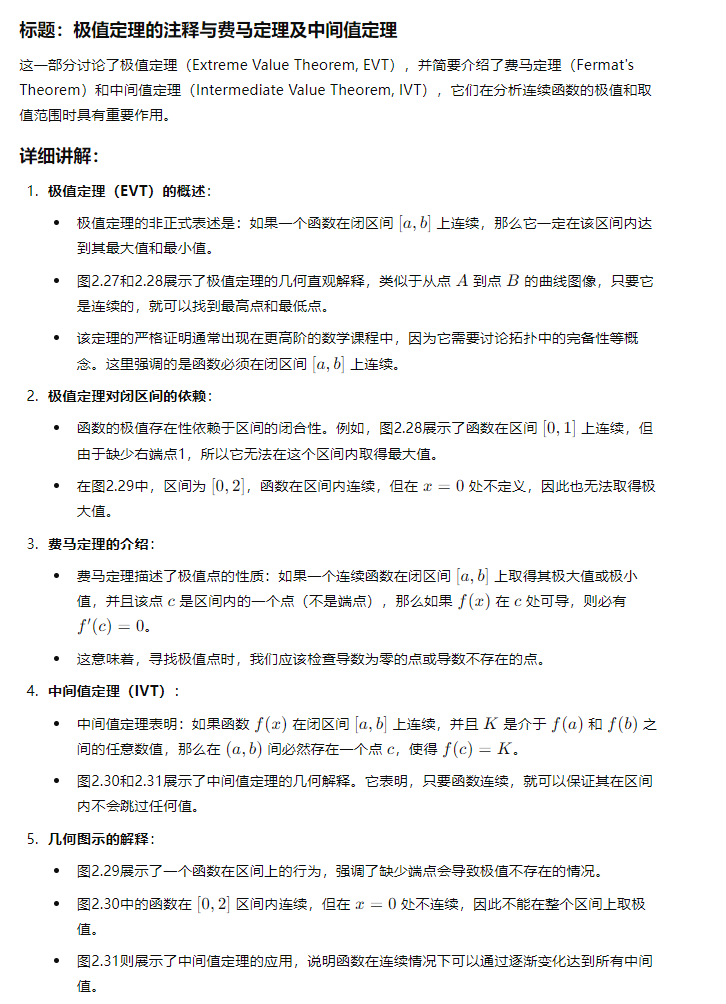 标题：极值定理的注释与费马定理及中间值定理
这一部分讨论了极值定理（Extreme Value Theorem, EVT），并简要介绍了费马定理（Fermat's
Theorem）和中间值定理（Intermediate Value Theorem, IVT），它们在分析连续函数的极值和取
值范围时具有重要作用。
详细讲解：
1. 极值定理（EVT）的概述：
• 极值定理的非正式表述是：如果一个函数在闭区间 [a, b] 上连续，那么它一定在该区间内达
到其最大值和最小值。
• 图2.27和2.28展示了极值定理的几何直观解释，类似于从点 A 到点 B 的曲线图像，只要它
是连续的，就可以找到最高点和最低点。
• 该定理的严格证明通常出现在更高阶的数学课程中，因为它需要讨论拓扑中的完备性等概
念。这里强调的是函数必须在闭区间 [a, b] 上连续。
2. 极值定理对闭区间的依赖：
• 函数的极值存在性依赖于区间的闭合性。例如，图2.28展示了函数在区间 [0, 1] 上连续，但
由于缺少右端点1，所以它无法在这个区间内取得最大值。
• 在图2.29中，区间为 [0, 2]，函数在区间内连续，但在 x = 0 处不定义，因此也无法取得极
大值。
3. 费马定理的介绍：
• 费马定理描述了极值点的性质：如果一个连续函数在闭区间 [a, b] 上取得其极大值或极小
值，并且该点 c 是区间内的一个点（不是端点），那么如果 f(x) 在 c 处可导，则必有
f′(c) = 0。
• 这意味着，寻找极值点时，我们应该检查导数为零的点或导数不存在的点。
4. 中间值定理（IVT）：
• 中间值定理表明：如果函数 f(x) 在闭区间 [a, b] 上连续，并且 K 是介于 f(a) 和 f(b) 之
间的任意数值，那么在 (a, b) 间必然存在一个点 c，使得 f(c) = K。
• 图2.30和2.31展示了中间值定理的几何解释。它表明，只要函数连续，就可以保证其在区间
内不会跳过任何值。
5. 几何图示的解释：
• 图2.29展示了一个函数在区间上的行为，强调了缺少端点会导致极值不存在的情况。
• 图2.30中的函数在 [0, 2] 区间内连续，但在 x = 0 处不连续，因此不能在整个区间上取极
值。
• 图2.31则展示了中间值定理的应用，说明函数在连续情况下可以通过逐渐变化达到所有中间
值。